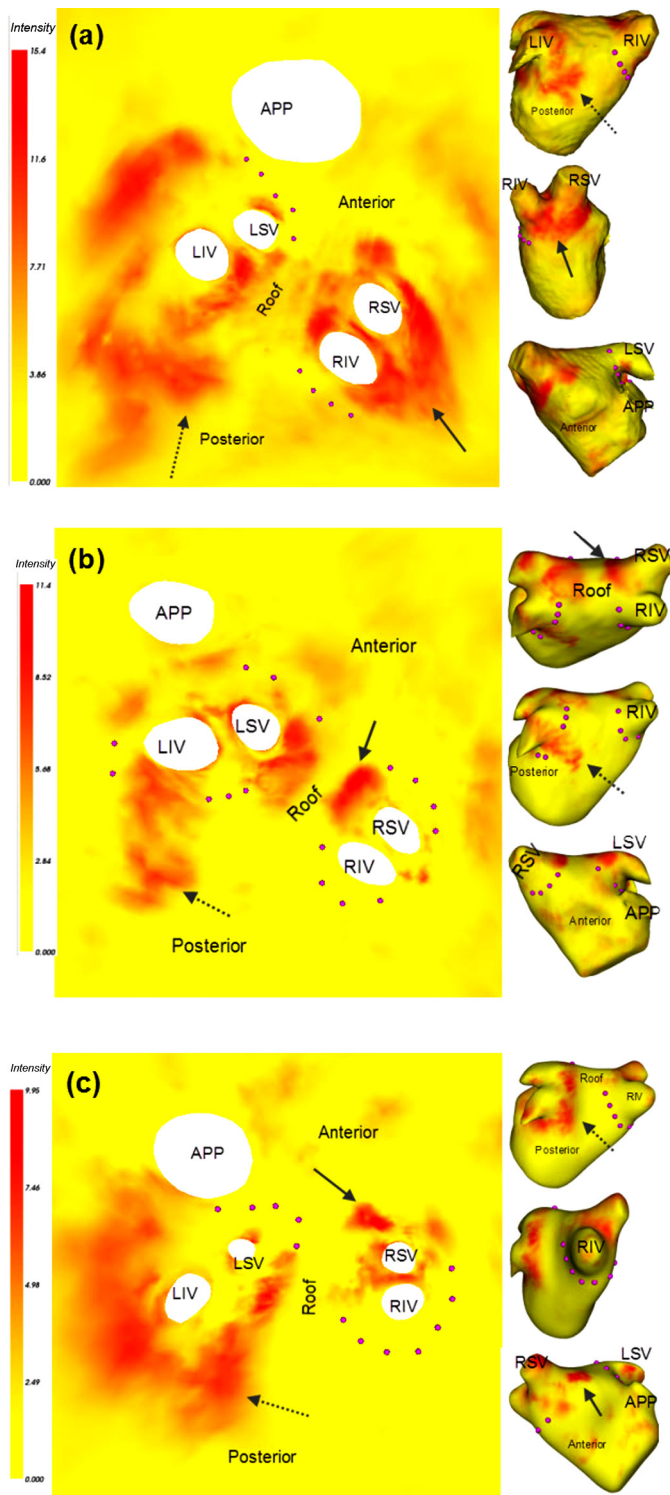 Intensity
15.4
11.6
7.71
3.86
0.000
(a)
APP
Anterior
LSV
LIV
Roof
RSV
RIV
Posterior
LIV
RIV
Posterior
RIV
RSV
LSV
APP
Anterior
Intensity
11.4
8.52
5.68
2.84
0.000
(b)
APP
Anterior
LSV
LIV
Roof
RSV
RIV
Posterior
RSV
Roof
RIV
RIV
Posterior
LSV
RSV
APP
Anterior
Intensity
9.95
7.46
4.98
2.49
0.000
(c)
Anterior
APP
LSV
RSV
LIV
Roof
RIV
Posterior
Roof
RIV
Posterior
RIV
RSV
LSV
APP
Anterior